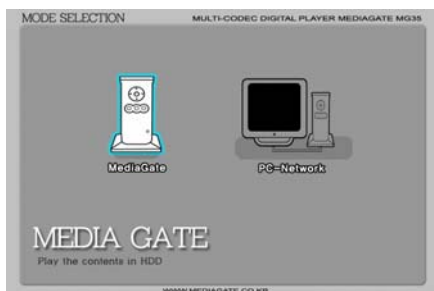 MODE SELECTION
MULTI-CODEC DIGITAL PLAYER MEDIAGATE MG35
MediaGate
PC-Network
MEDIA GATE
Play the contents in HDD
WWW.MEDIAGATE.CO.KR